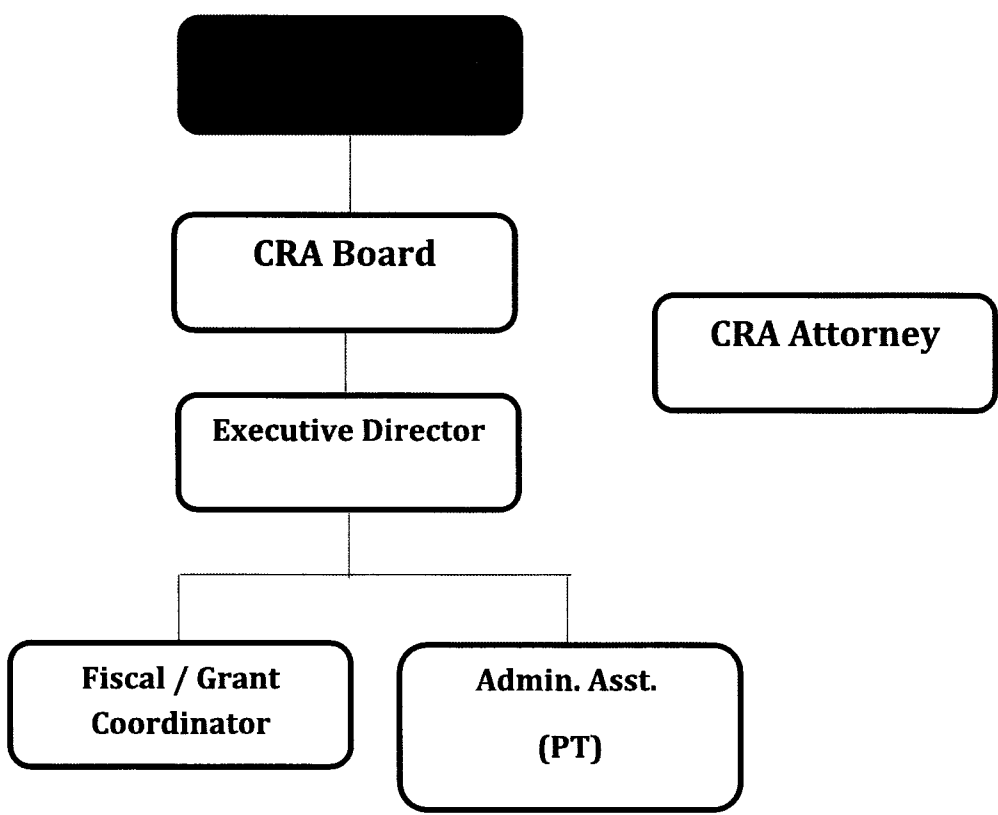 CRA Board
CRA Attorney
Executive Director
Fiscal / Grant
Coordinator
Admin. Asst.
(PT)